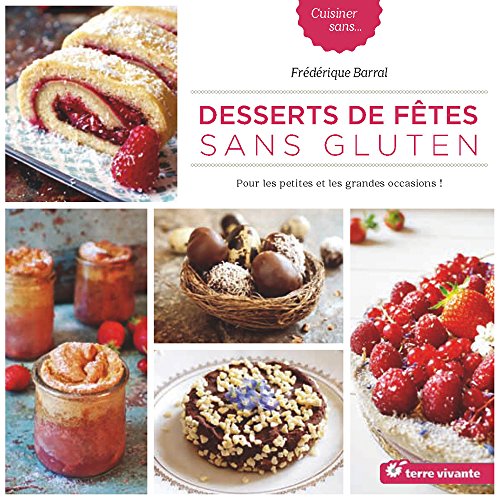 Cuisiner
sans...
Frédérique Barral
DESSERTS DE FÊTES
SANS GLUTEN
Pour les petites et les grandes occasions !
terre vivante